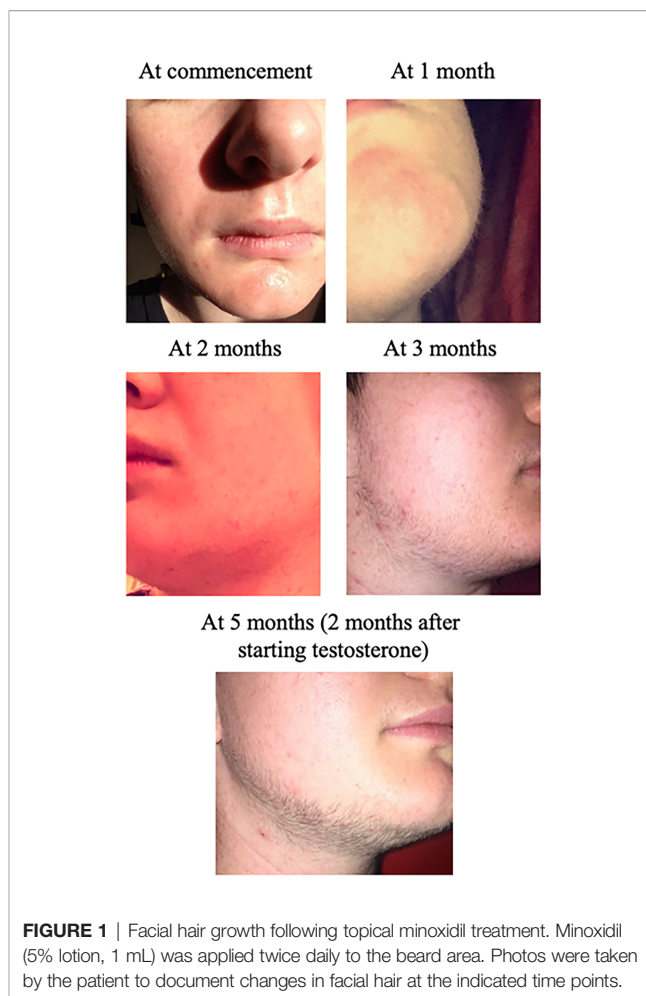 At commencement
At 1 month
At 2 months
At 3 months
At 5 months (2 months after
starting testosterone)
FIGURE 1 | Facial hair growth following topical minoxidil treatment. Minoxidil
(5% lotion, 1 mL) was applied twice daily to the beard area. Photos were taken
by the patient to document changes in facial hair at the indicated time points.